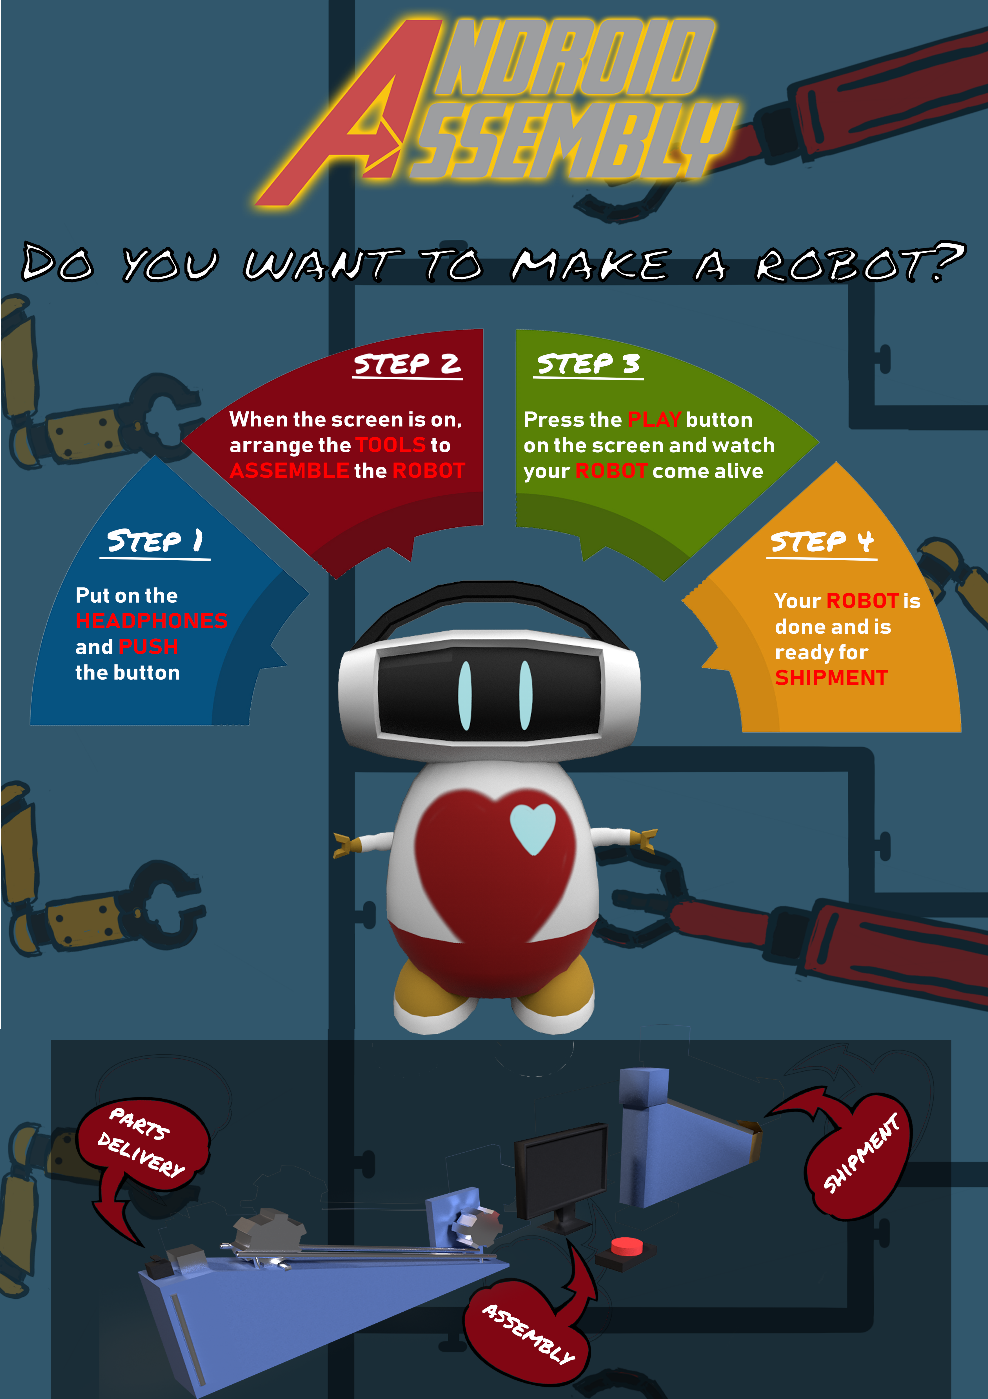 ANDROID
ASSEMBLY
DO YOU WANT TO MAKE A ROBOT?
STEP 1
Put on the
HEADPHONES
and PUSH
the button
STEP 2
When the screen is on,
arrange the TOOLS to
ASSEMBLE the ROBOT
STEP 3
Press the PLAY button
on the screen and watch
your ROBOT come alive
STEP 4
Your ROBOT is
done and is
ready for
SHIPMENT
PARTS
DELIVERY
ASSEMBLY
SHIPMENT